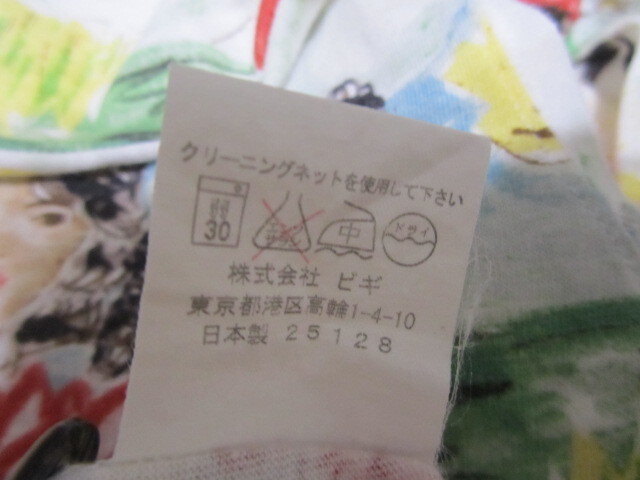 クリーニングネットを使用して下さい
30 中 ドライ
株式会社 ビギ
東京都港区高輪1-4-10
日本製 25128